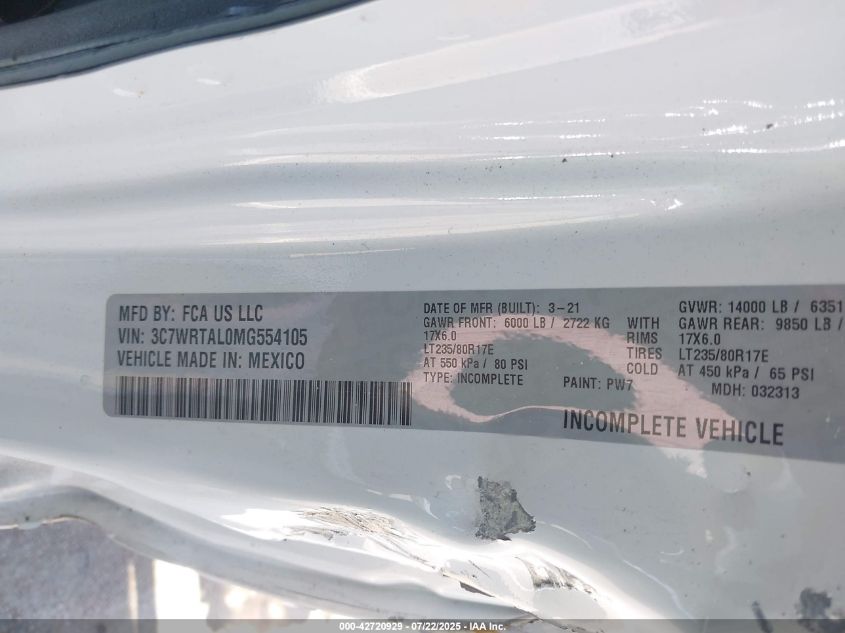 MFD BY: FCA US LLC
VIN: 3C7WRTAL0MG554105
VEHICLE MADE IN: MEXICO
DATE OF MFR (BUILT): 3-21
GAWR FRONT: 6000 LB / 2722 KG
17X6.0
LT235/80R17E
AT 550 kPa / 80 PSI
TYPE: INCOMPLETE
WITH
RIMS
TIRES
COLD
PAINT: PW7
GVWR: 14000 LB / 6351
GAWR REAR: 9850 LB /
17X6.0
LT235/80R17E
AT 450 kPa / 65 PSI
MDH: 032313
INCOMPLETE VEHICLE
000-42720929 - 07/22/2025 - IAA, Inc.